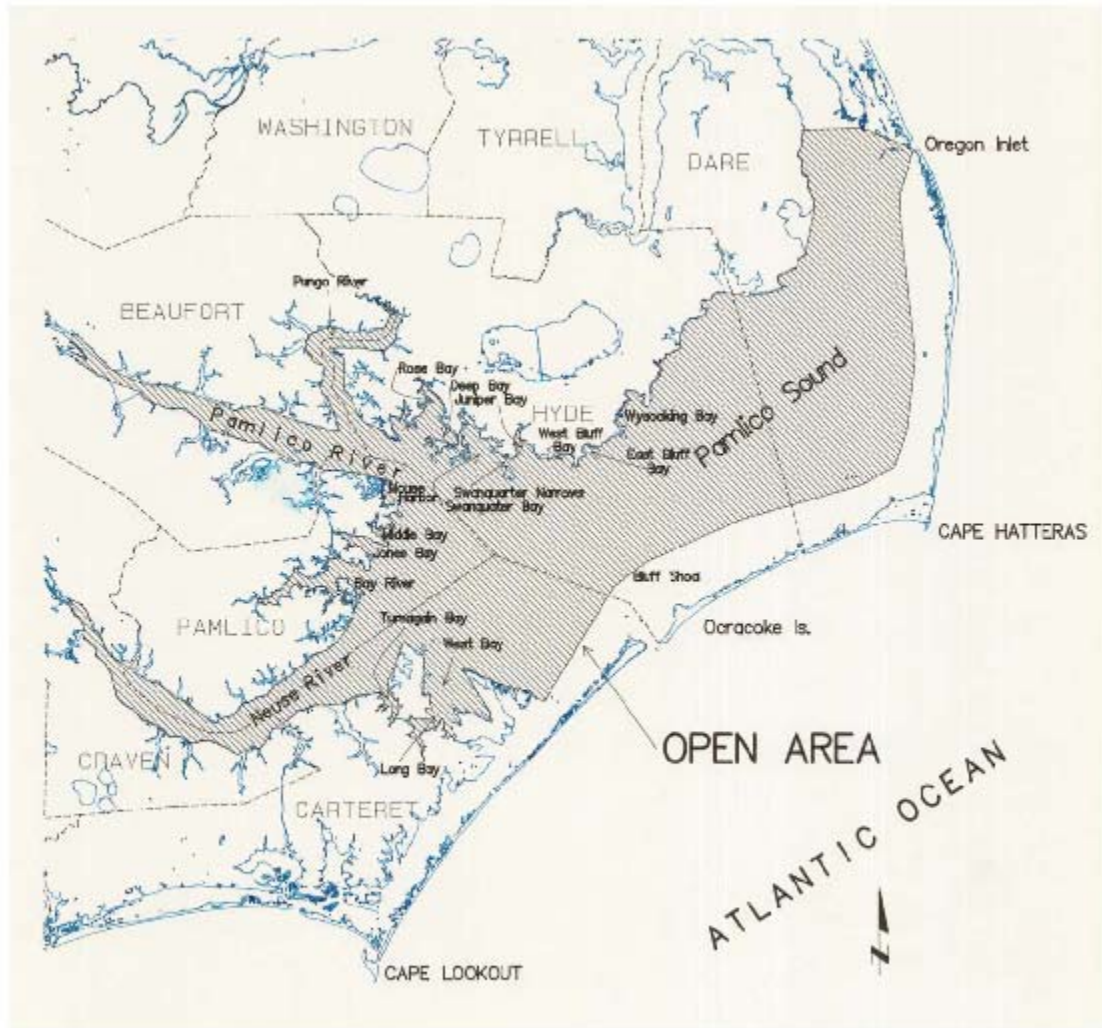 WASHINGTON
TYRRELL
DARE
Oregon Inlet
Pungo River
BEAUFORT
Rose Bay
Deep Bay
Juniper Bay
HYDE
Wysocking Bay
West Bluff
Bay
East Bluff
Bay
Pamlico Sound
Pamlico River
Mouse
Harbor
Swanquarter Narrows
Swanquater Bay
CAPE HATTERAS
Middle Bay
Jones Bay
Bay River
Bluff Shoal
PAMLICO
Turnagain Bay
Ocracoke Is.
West Bay
Neuse River
OPEN AREA
CRAVEN
Long Bay
CARTERET
ATLANTIC OCEAN
N
CAPE LOOKOUT